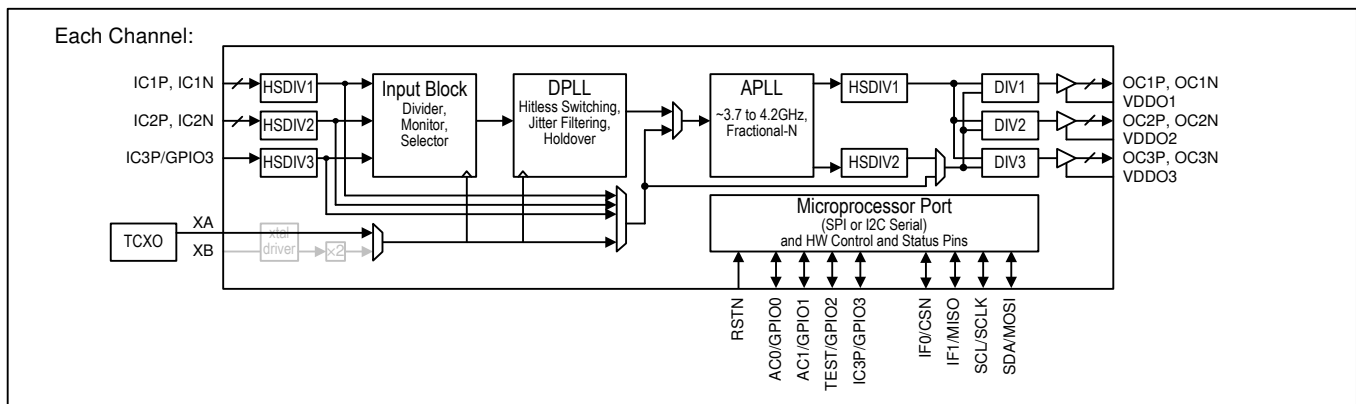 Each Channel:
IC1P, IC1N
HSDIV1
IC2P, IC2N
HSDIV2
IC3P/GPIO3
HSDIV3
Input Block
Divider,
Monitor,
Selector
DPLL
Hitless Switching,
Jitter Filtering,
Holdover
APLL
~3.7 to 4.2GHz,
Fractional-N
HSDIV1
HSDIV2
DIV1
DIV2
DIV3
OC1P, OC1N
VDDO1
OC2P, OC2N
VDDO2
OC3P, OC3N
VDDO3
TCXO
XA
XB
xtal
driver
×2
Microprocessor Port
(SPI or I2C Serial)
and HW Control and Status Pins
RSTN
AC0/GPIO0
AC1/GPIO1
TEST/GPIO2
IC3P/GPIO3
IF0/CSN
IF1/MISO
SCL/SCLK
SDA/MOSI